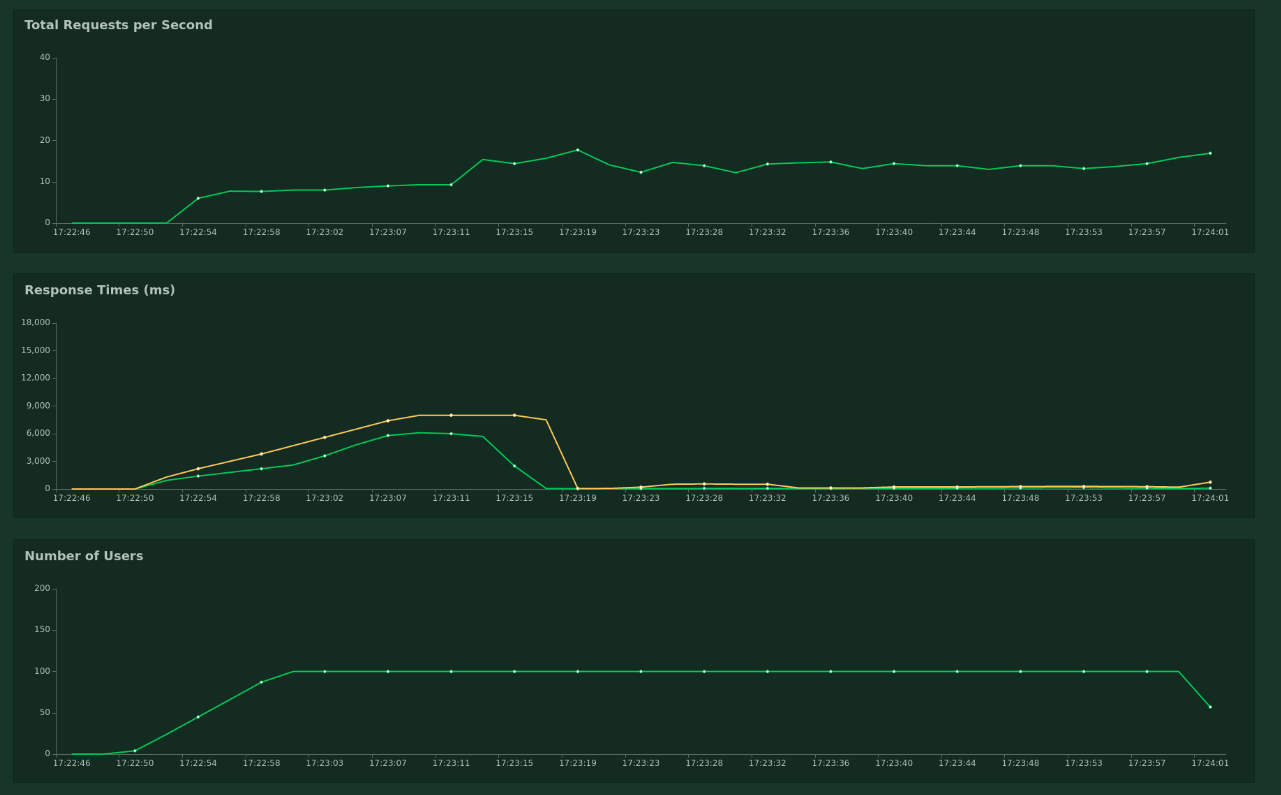 Total Requests per Second
40
30
20
10
0
17:22:46 17:22:50 17:22:54 17:22:58 17:23:02 17:23:07 17:23:11 17:23:15 17:23:19 17:23:23 17:23:28 17:23:32 17:23:36 17:23:40 17:23:44 17:23:48 17:23:53 17:23:57 17:24:01
Response Times (ms)
18,000
15,000
12,000
9,000
6,000
3,000
0
17:22:46 17:22:50 17:22:54 17:22:58 17:23:02 17:23:07 17:23:11 17:23:15 17:23:19 17:23:23 17:23:28 17:23:32 17:23:36 17:23:40 17:23:44 17:23:48 17:23:53 17:23:57 17:24:01
Number of Users
200
150
100
50
0
17:22:46 17:22:50 17:22:54 17:22:58 17:23:03 17:23:07 17:23:11 17:23:15 17:23:19 17:23:23 17:23:28 17:23:32 17:23:36 17:23:40 17:23:44 17:23:48 17:23:53 17:23:57 17:24:01